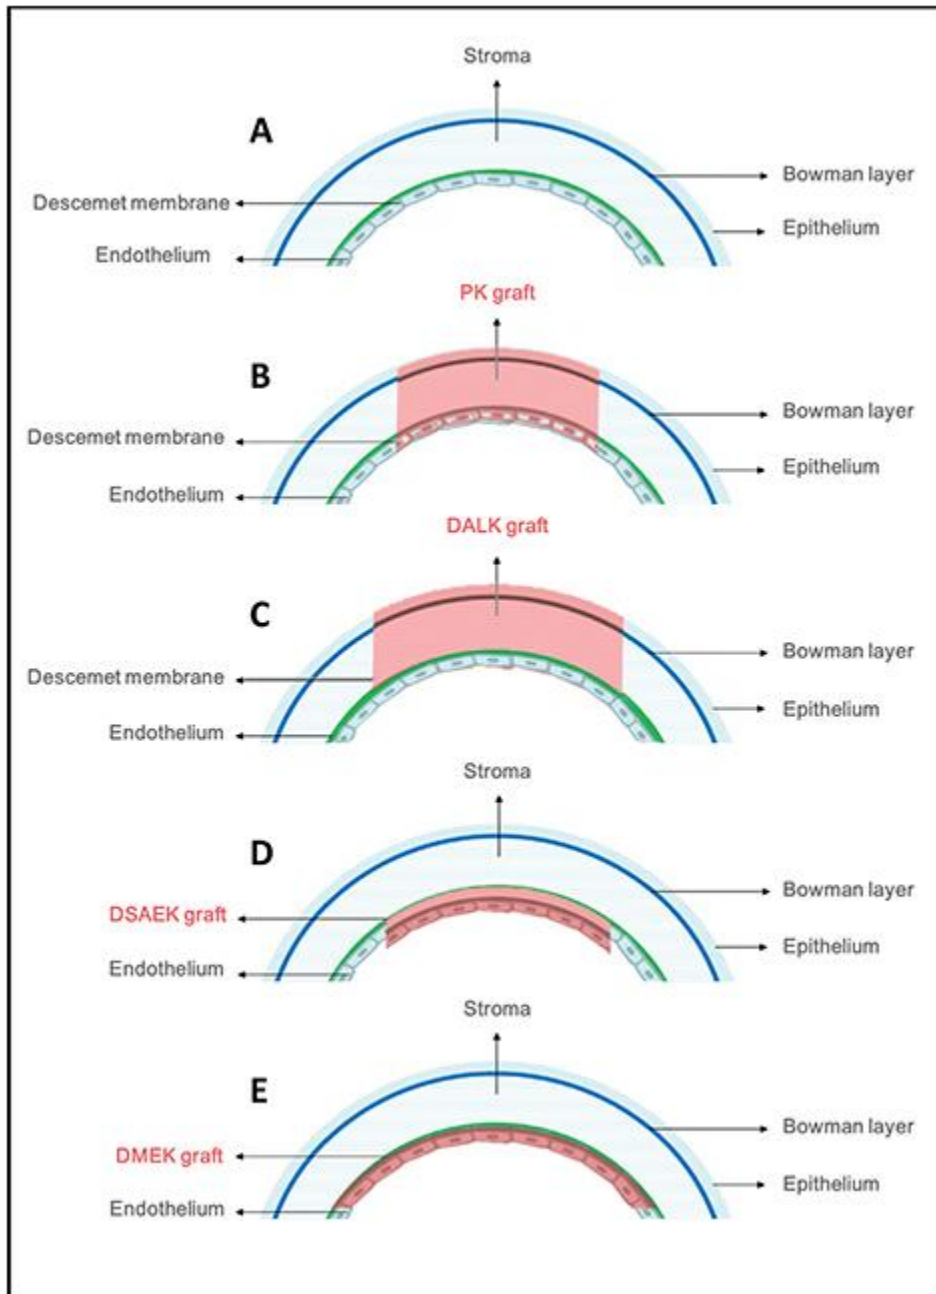 Stroma
A
Bowman layer
Descemet membrane
Epithelium
Endothelium
PK graft
B
Bowman layer
Descemet membrane
Epithelium
Endothelium
DALK graft
C
Bowman layer
Descemet membrane
Epithelium
Endothelium
Stroma
D
Bowman layer
DSAEK graft
Epithelium
Endothelium
Stroma
E
Bowman layer
DMEK graft
Epithelium
Endothelium